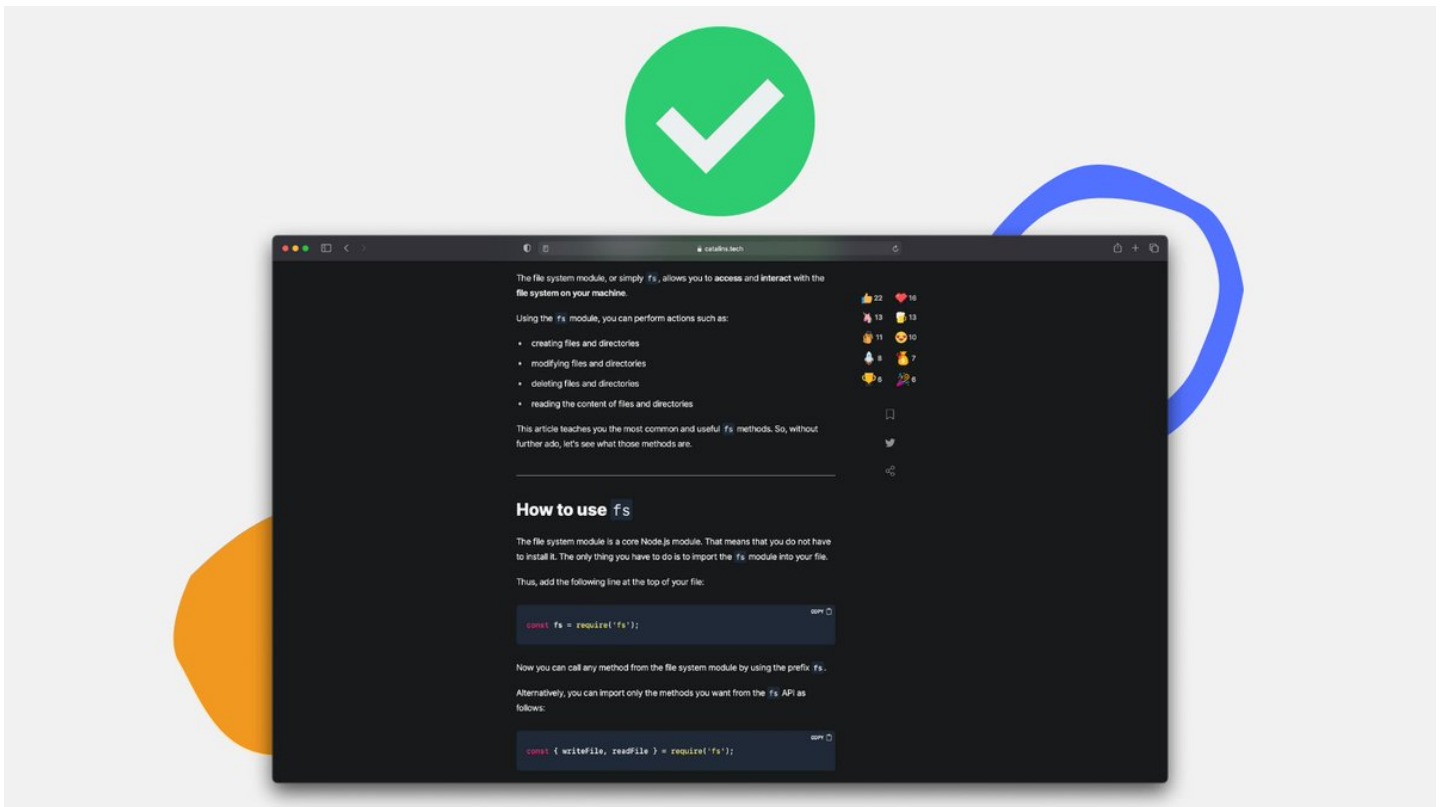 catalins.tech
The file system module, or simply fs, allows you to access and interact with the
file system on your machine.
Using the fs module, you can perform actions such as:
• creating files and directories
• modifying files and directories
• deleting files and directories
• reading the content of files and directories
This article teaches you the most common and useful fs methods. So, without
further ado, let's see what those methods are.
22 16
13 13
11 10
8 7
6 6
How to use fs
The file system module is a core Node.js module. That means that you do not have
to install it. The only thing you have to do is to import the fs module into your file.
Thus, add the following line at the top of your file:
COPY
const fs = require('fs');
Now you can call any method from the file system module by using the prefix fs.
Alternatively, you can import only the methods you want from the fs API as
follows:
COPY
const { writeFile, readFile } = require('fs');